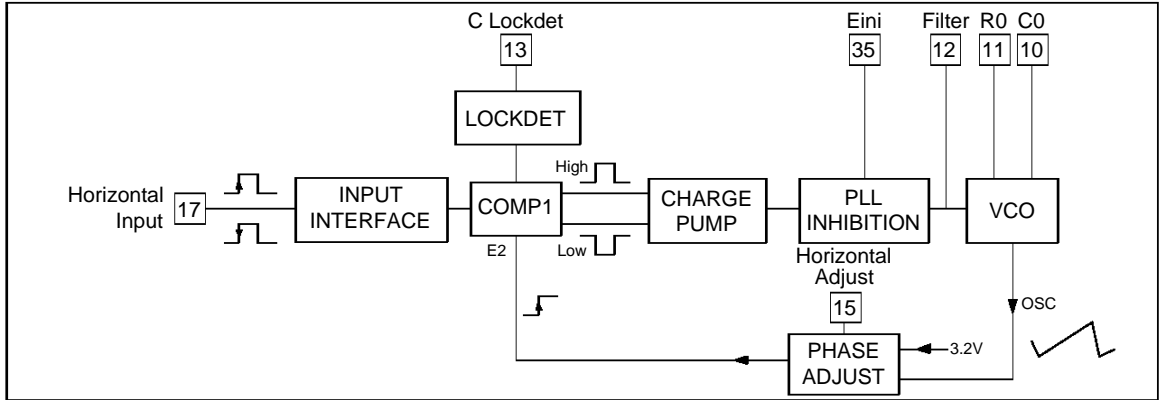 C Lockdet
13
Eini
35
Filter
12
R0
11
C0
10
LOCKDET
Horizontal
Input
17
INPUT
INTERFACE
COMP1
E2
High
Low
CHARGE
PUMP
PLL
INHIBITION
VCO
Horizontal
Adjust
15
OSC
PHASE
ADJUST
3.2V